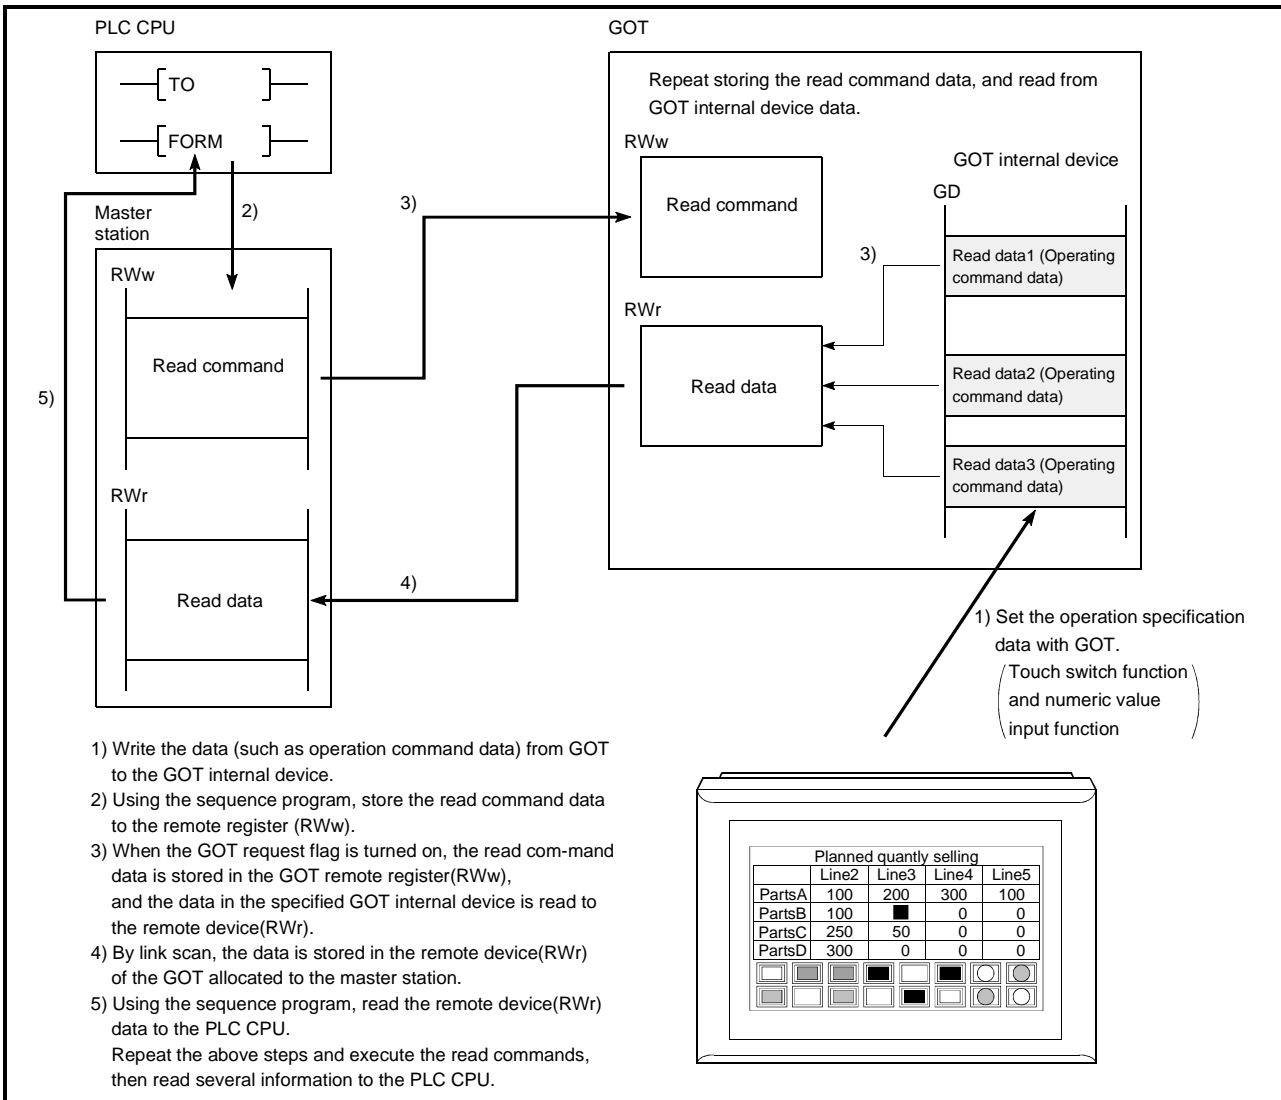 PLC CPU
TO
FORM
2)
Master
station
RWw
Read command
5)
RWr
Read data
3)
4)
GOT
Repeat storing the read command data, and read from
GOT internal device data.
RWw
Read command
RWr
Read data
GOT internal device
GD
3)
Read data1 (Operating
command data)
Read data2 (Operating
command data)
Read data3 (Operating
command data)
1) Set the operation specification
data with GOT.
Touch switch function
and numeric value
input function
1) Write the data (such as operation command data) from GOT
to the GOT internal device.
2) Using the sequence program, store the read command data
to the remote register (RWw).
3) When the GOT request flag is turned on, the read com-mand
data is stored in the GOT remote register(RWw),
and the data in the specified GOT internal device is read to
the remote device(RWr).
4) By link scan, the data is stored in the remote device(RWr)
of the GOT allocated to the master station.
5) Using the sequence program, read the remote device(RWr)
data to the PLC CPU.
Repeat the above steps and execute the read commands,
then read several information to the PLC CPU.
Planned quantly selling
Line2 Line3 Line4 Line5
PartsA 100 200 300 100
PartsB 100 0 0
PartsC 250 50 0 0
PartsD 300 0 0 0